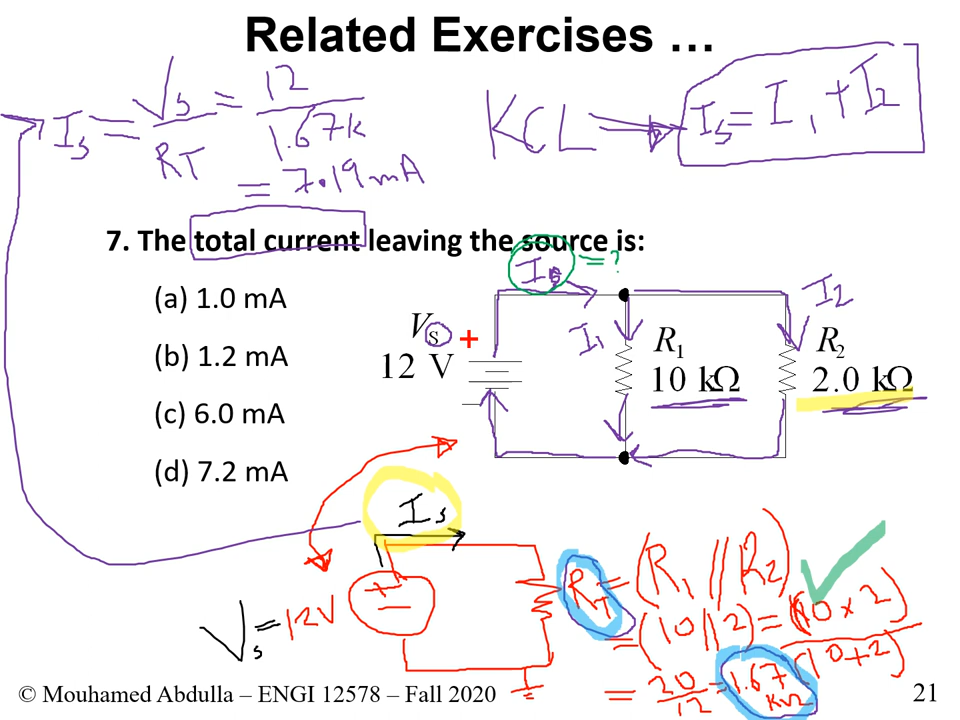 Related Exercises …
I_s = V_s / R_T = 12 / 1.67k
= 7.19 mA
KCL → I_s = I_1 + I_2
7. The total current leaving the source is:
I_s = ?
(a) 1.0 mA
(b) 1.2 mA
(c) 6.0 mA
(d) 7.2 mA
V_S
12 V
+
I_1
R_1
10 kΩ
I_2
R_2
2.0 kΩ
I_s
V_s = 12V
+
−
R_T = (R_1 // R_2)
= (10 || 2) = (10 × 2) / (10+2)
= 20 / 12 = 1.67 kΩ
© Mouhamed Abdulla – ENGI 12578 – Fall 2020
21